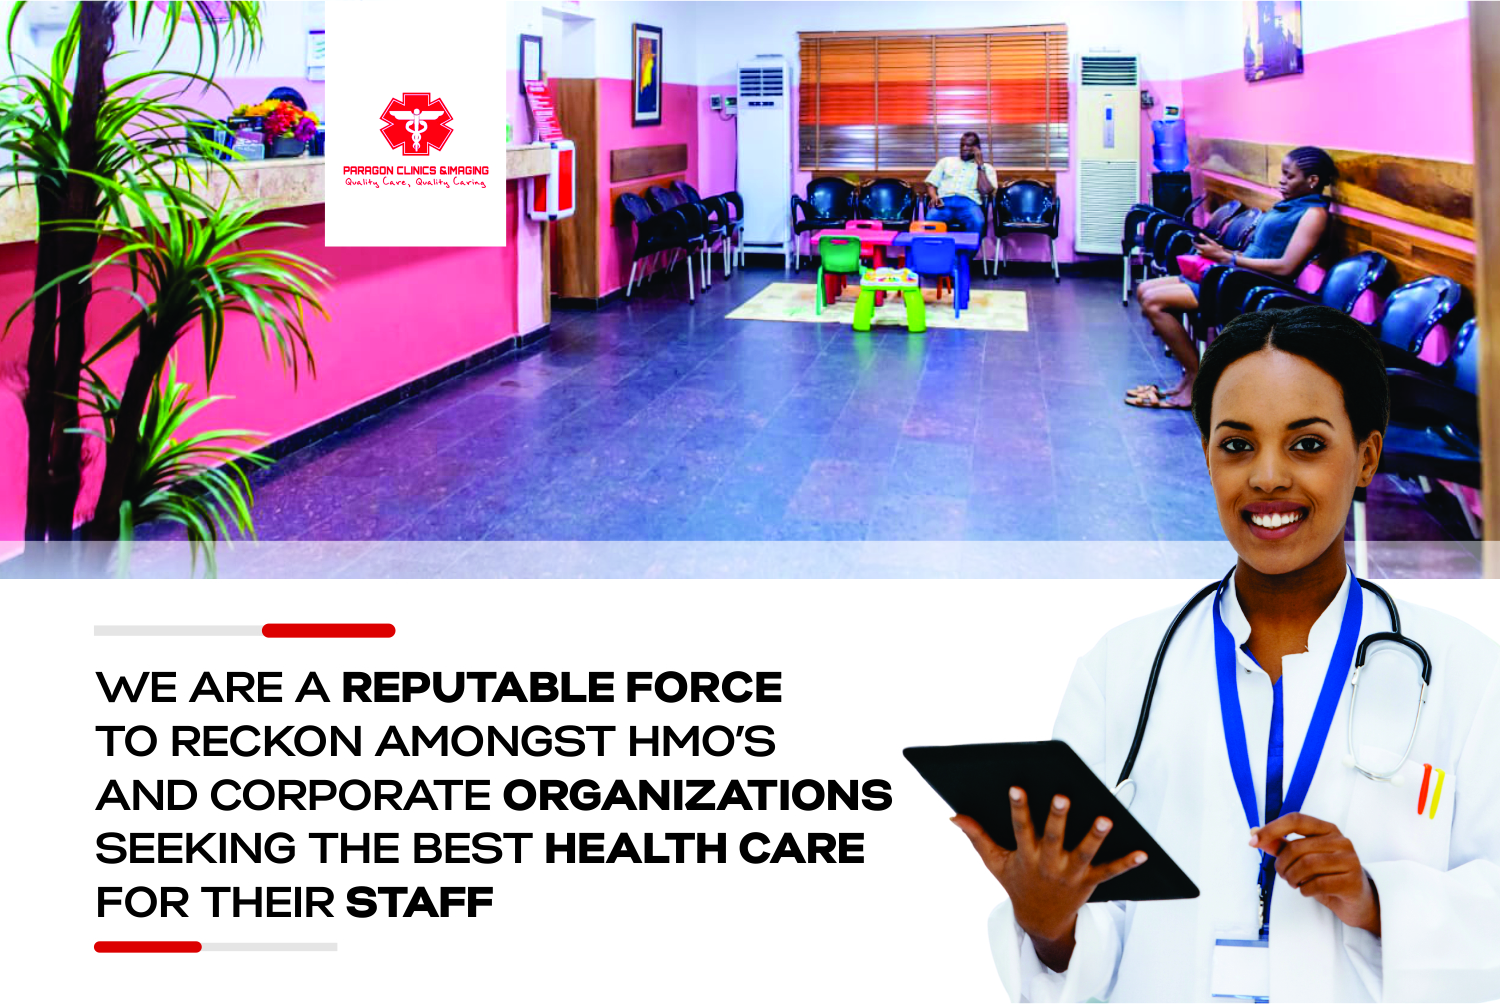 PARAGON CLINICS &IMAGING
Quality Care, Quality Caring
WE ARE A REPUTABLE FORCE
TO RECKON AMONGST HMO'S
AND CORPORATE ORGANIZATIONS
SEEKING THE BEST HEALTH CARE
FOR THEIR STAFF